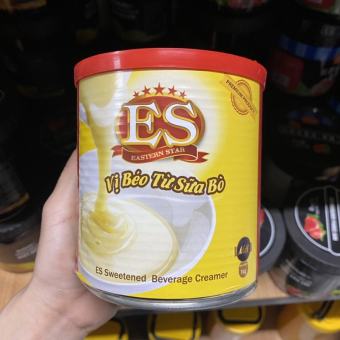 ES
EASTERN STAR
Vị Béo Từ Sữa Bò
ES Sweetened Beverage Creamer